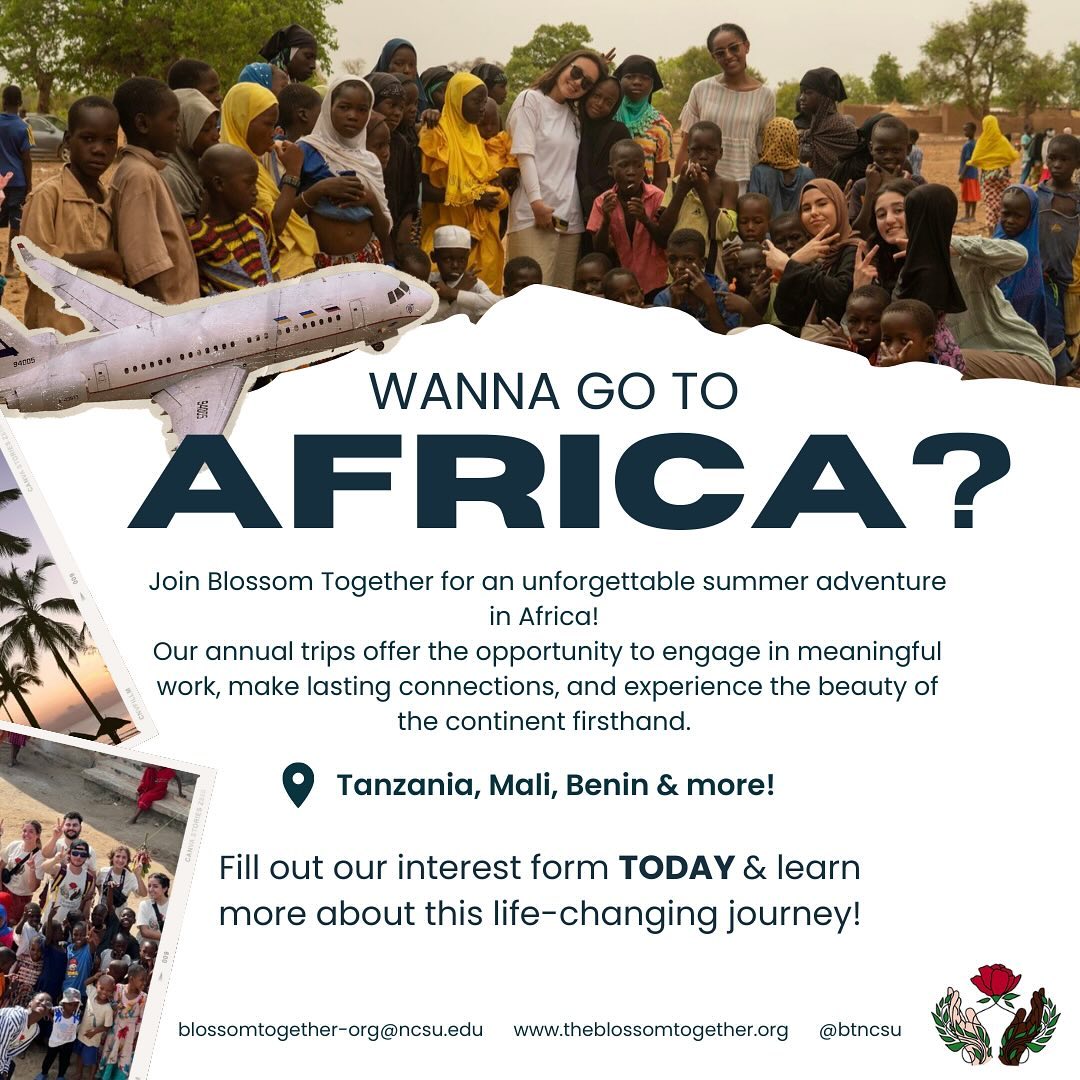 94005
94005
WANNA GO TO
AFRICA?
Join Blossom Together for an unforgettable summer adventure
in Africa!
Our annual trips offer the opportunity to engage in meaningful
work, make lasting connections, and experience the beauty of
the continent firsthand.
Tanzania, Mali, Benin & more!
Fill out our interest form TODAY & learn
more about this life-changing journey!
blossomtogether-org@ncsu.edu www.theblossomtogether.org @btncsu